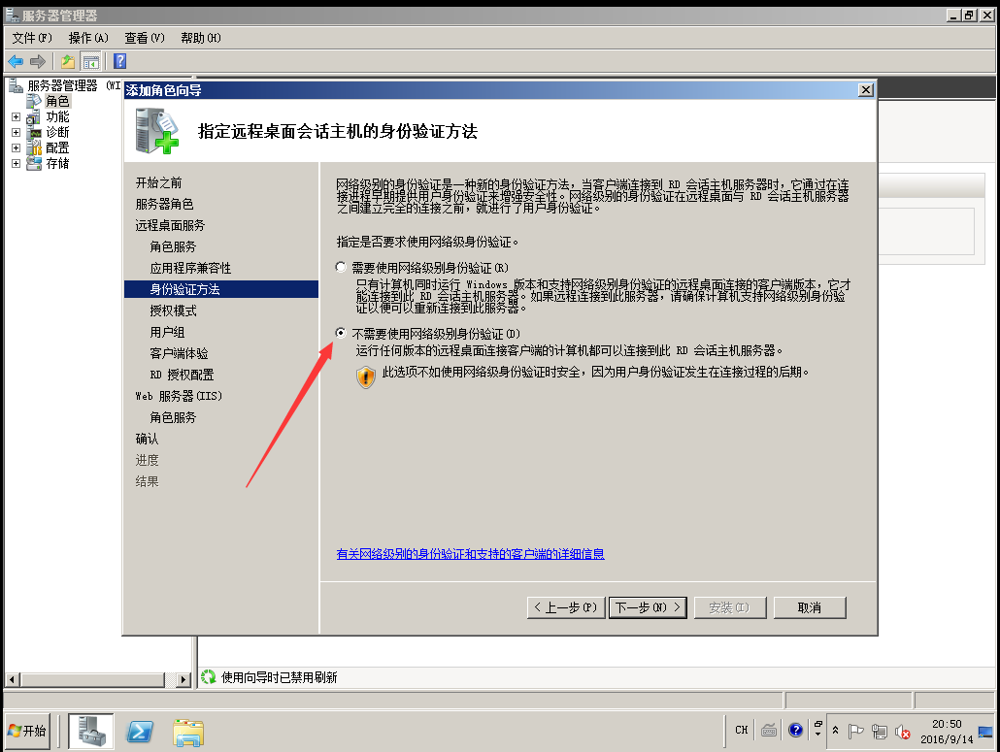 服务器管理器
文件(F) 操作(A) 查看(V) 帮助(H)
服务器管理器 (WI
角色
功能
诊断
配置
存储
添加角色向导
指定远程桌面会话主机的身份验证方法
开始之前
服务器角色
远程桌面服务
角色服务
应用程序兼容性
身份验证方法
授权模式
用户组
客户端体验
RD 授权配置
Web 服务器(IIS)
角色服务
确认
进度
结果
网络级别的身份验证是一种新的身份验证方法，当客户端连接到 RD 会话主机服务器时，它通过在连
接进程早期提供用户身份验证来增强安全性。网络级别的身份验证在远程桌面与 RD 会话主机服务器
之间建立完全的连接之前，就进行了用户身份验证。
指定是否要求使用网络级身份验证。
需要使用网络级别身份验证(R)
只有计算机同时运行 Windows 版本和支持网络级别身份验证的远程桌面连接的客户端版本，它才
能连接到此 RD 会话主机服务器。如果远程连接到此服务器，请确保计算机支持网络级别身份验
证以便可以重新连接到此服务器。
不需要使用网络级别身份验证(D)
运行任何版本的远程桌面连接客户端的计算机都可以连接到此 RD 会话主机服务器。
此选项不如使用网络级身份验证时安全，因为用户身份验证发生在连接过程的后期。
有关网络级别的身份验证和支持的客户端的详细信息
< 上一步(P) 下一步(N) > 安装(I) 取消
使用向导时已禁用刷新
开始
CH
20:50
2016/9/14